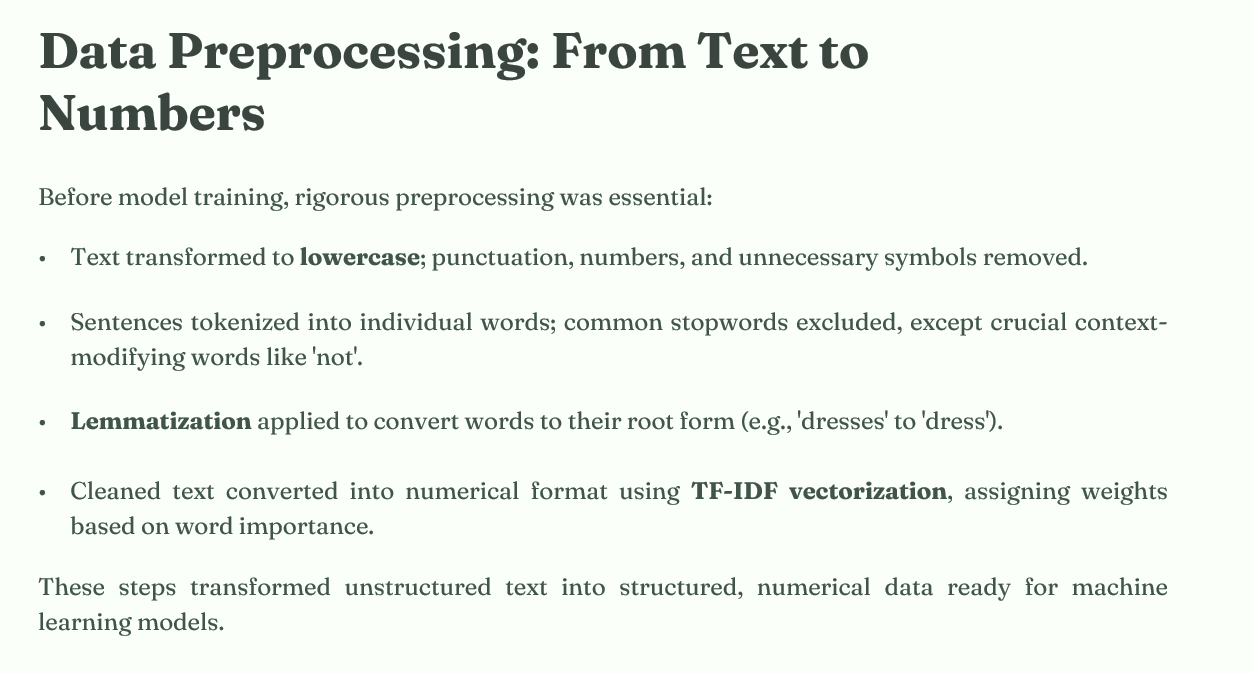 Data Preprocessing: From Text to
Numbers
Before model training, rigorous preprocessing was essential:
• Text transformed to lowercase; punctuation, numbers, and unnecessary symbols removed.
• Sentences tokenized into individual words; common stopwords excluded, except crucial context-
modifying words like 'not'.
• Lemmatization applied to convert words to their root form (e.g., 'dresses' to 'dress').
• Cleaned text converted into numerical format using TF-IDF vectorization, assigning weights
based on word importance.
These steps transformed unstructured text into structured, numerical data ready for machine
learning models.